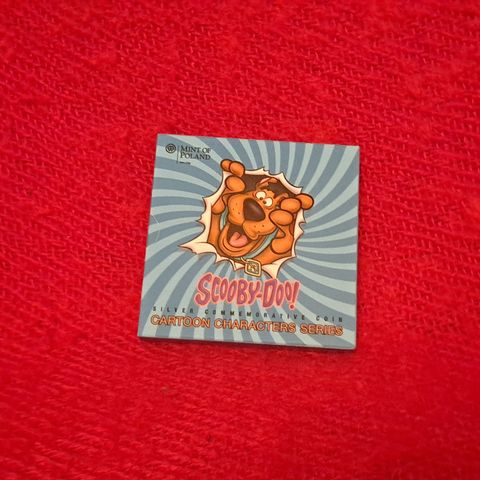 MINT OF
POLAND
SCOOBY-DOO!
SILVER COMMEMORATIVE COIN
CARTOON CHARACTERS SERIES